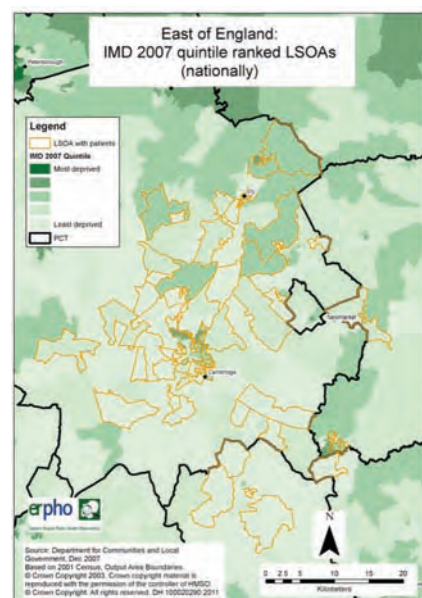 East of England:
IMD 2007 quintile ranked LSOAs
(nationally)
Peterborough
Legend
LSOA with patients
IMD 2007 Quintile
Most deprived
Least deprived
PCT
Ely
Newmarket
Cambridge
erpho
N
Source: Department for Communities and Local
Government, Dec 2007
Based on 2001 Census, Output Area Boundaries.
© Crown Copyright 2003. Crown copyright material is
reproduced with the permission of the controller of HMSO.
© Crown Copyright. All rights reserved. DH 100020290 2011
0 2.5 5 10 15 20
Kilometers